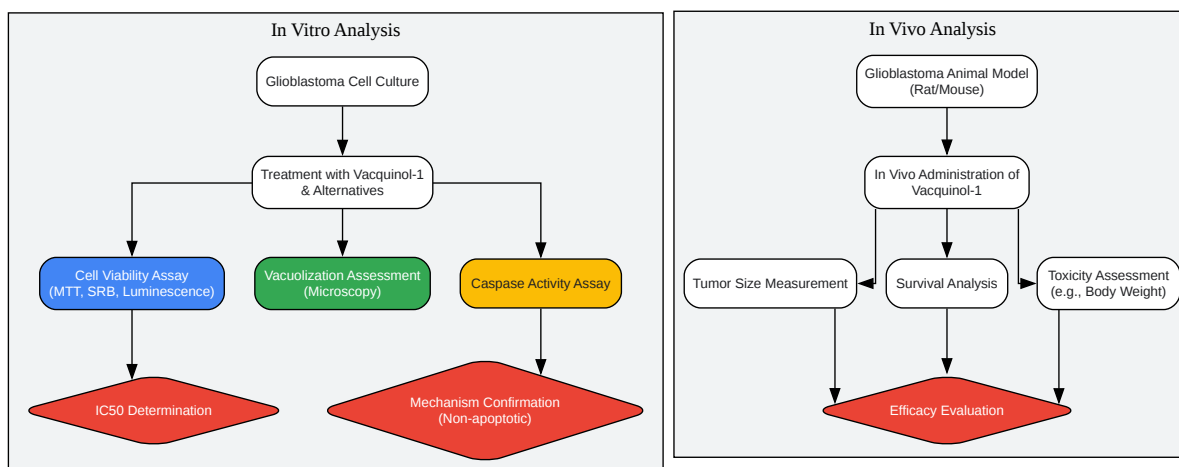 In Vitro Analysis
Glioblastoma Cell Culture
Treatment with Vacquinol-1
& Alternatives
Cell Viability Assay
(MTT, SRB, Luminescence)
Vacuolization Assessment
(Microscopy)
Caspase Activity Assay
IC50 Determination
Mechanism Confirmation
(Non-apoptotic)
In Vivo Analysis
Glioblastoma Animal Model
(Rat/Mouse)
In Vivo Administration of
Vacquinol-1
Tumor Size Measurement
Survival Analysis
Toxicity Assessment
(e.g., Body Weight)
Efficacy Evaluation